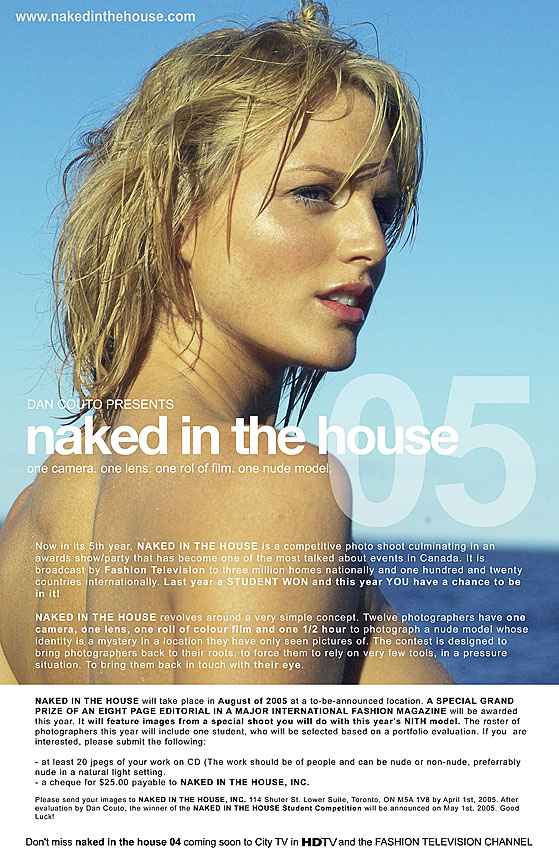 www.nakedinthehouse.com
05
DAN COUTO PRESENTS
naked in the house
one camera. one lens. one rol of film. one nude model.
Now in its 5th year, NAKED IN THE HOUSE is a competitive photo shoot culminating in an
awards show/party that has become one of the most talked about events in Canada. It is
broadcast by Fashion Television to three million homes nationally and one hundred and twenty
countries internationally. Last year a STUDENT WON and this year YOU have a chance to be
in it!
NAKED IN THE HOUSE revolves around a very simple concept. Twelve photographers have one
camera, one lens, one roll of colour film and one 1/2 hour to photograph a nude model whose
identity is a mystery in a location they have only seen pictures of. The contest is designed to
bring photographers back to their roots, to force them to rely on very few tools, in a pressure
situation. To bring them back in touch with their eye.
NAKED IN THE HOUSE will take place in August of 2005 at a to-be-announced location. A SPECIAL GRAND
PRIZE OF AN EIGHT PAGE EDITORIAL IN A MAJOR INTERNATIONAL FASHION MAGAZINE will be awarded
this year. It will feature images from a special shoot you will do with this year's NITH model. The roster of
photographers this year will include one student, who will be selected based on a portfolio evaluation. If you are
interested, please submit the following:
- at least 20 jpegs of your work on CD (The work should be of people and can be nude or non-nude, preferrably
nude in a natural light setting.
- a cheque for $25.00 payable to NAKED IN THE HOUSE, INC.
Please send your images to NAKED IN THE HOUSE, INC. 114 Shuter St. Lower Suile, Toronto, ON M5A 1V8 by April 1st, 2005. After
evaluation by Dan Couto, the winner of the NAKED IN THE HOUSE Student Competition will be announced on May 1st, 2005. Good
Luck!
Don't miss naked in the house 04 coming soon to City TV in HDTV and the FASHION TELEVISION CHANNEL